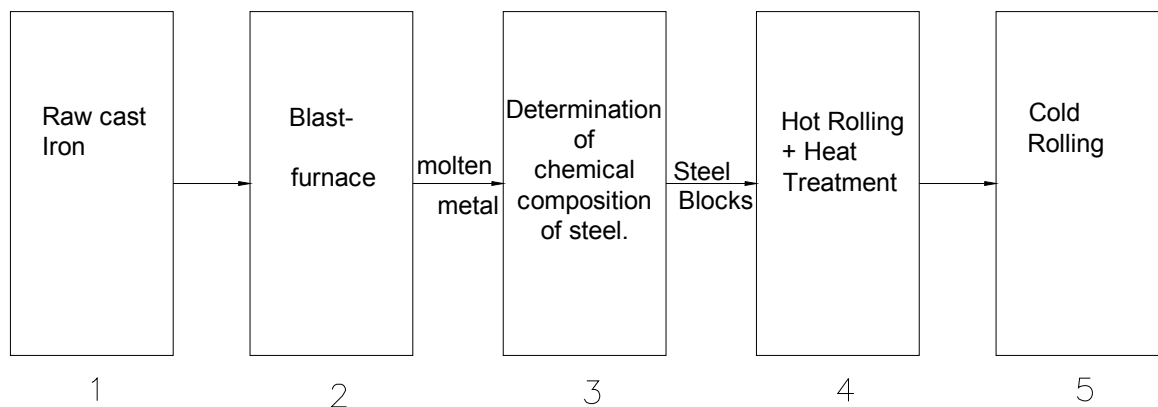 Raw cast
Iron
Blast-
furnace
molten
metal
Determination
of
chemical
composition
of steel.
Steel
Blocks
Hot Rolling
+ Heat
Treatment
Cold
Rolling
1
2
3
4
5